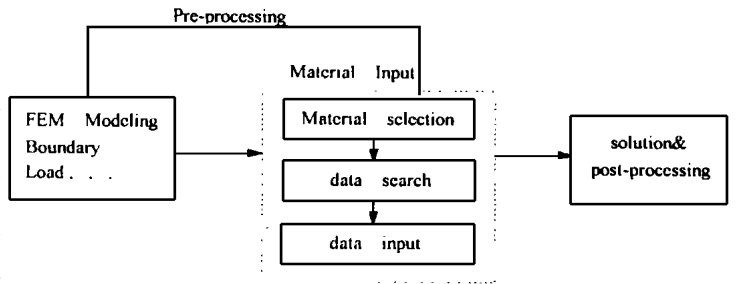 Pre-processing
Material Input
FEM Modeling
Boundary
Load . . .
Material selection
data search
data input
solution&
post-processing